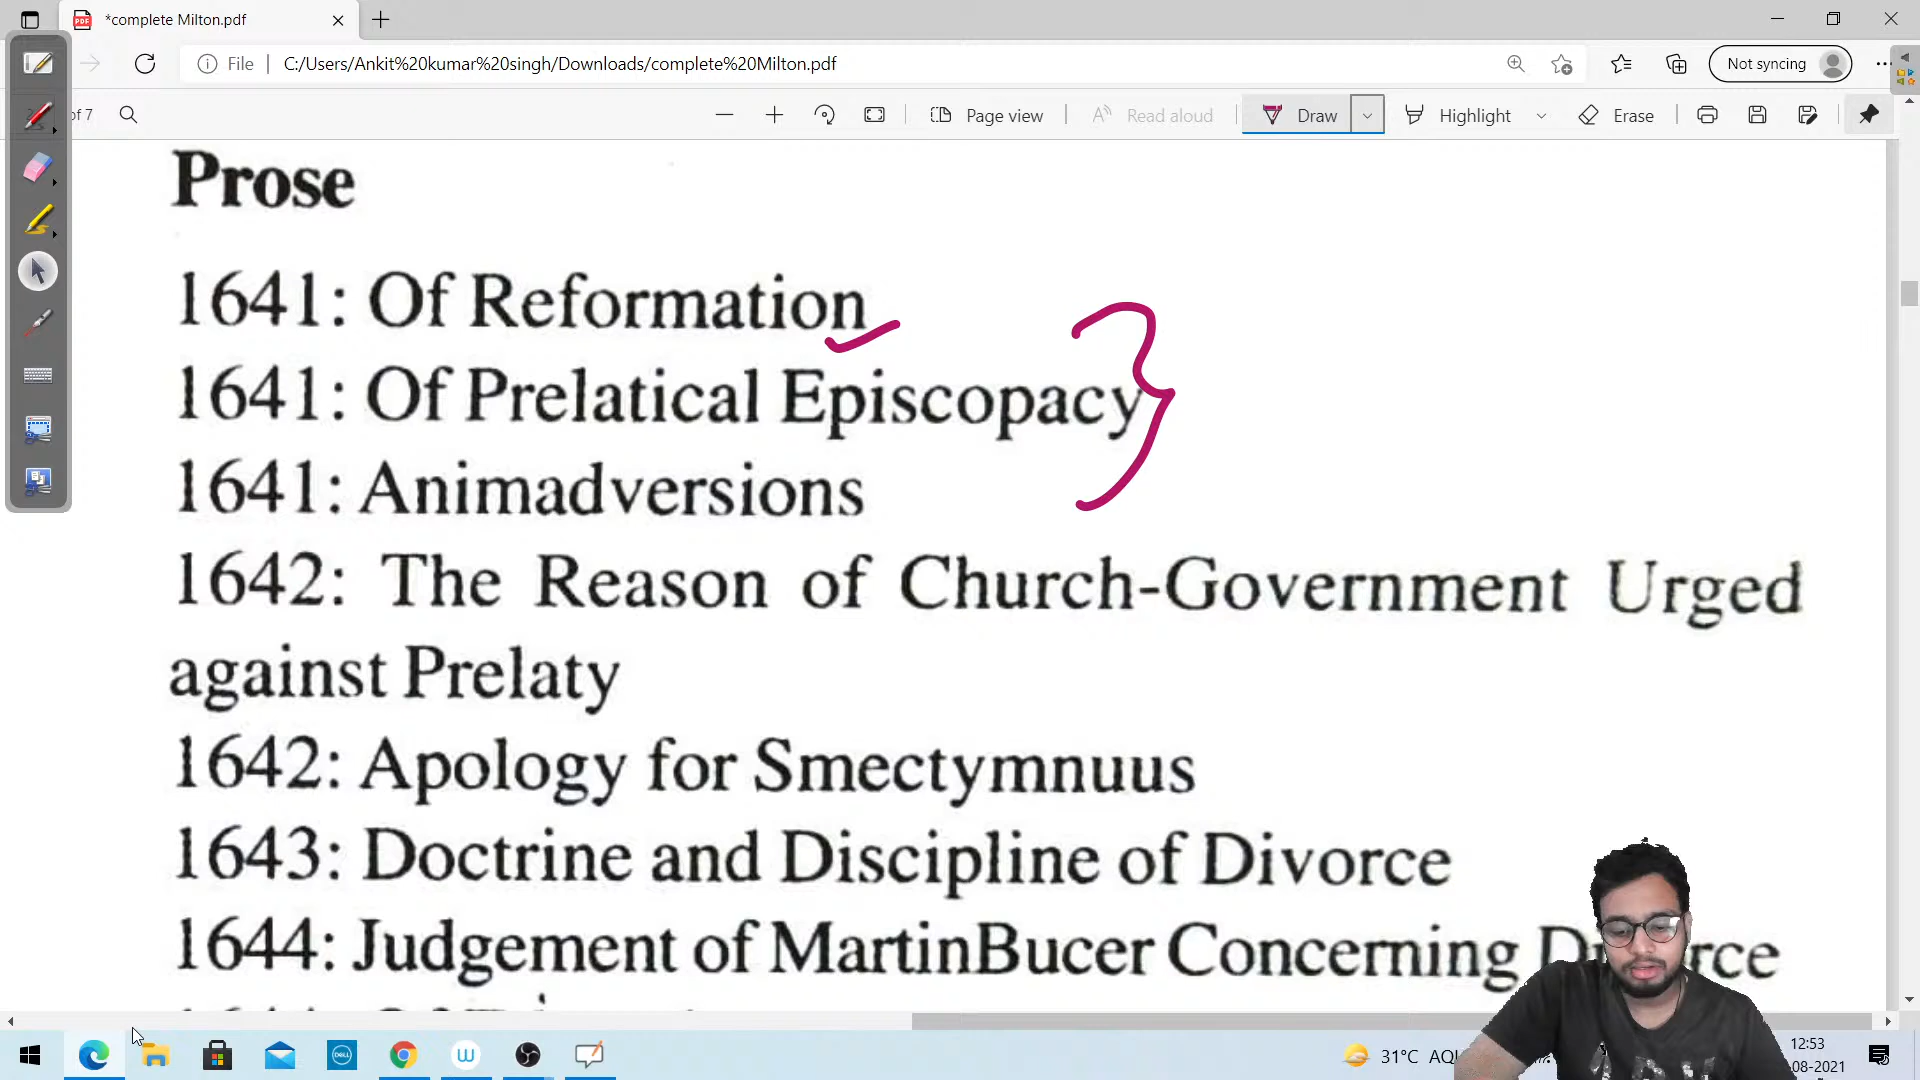 *complete Milton.pdf
File
C:/Users/Ankit%20kumar%20singh/Downloads/complete%20Milton.pdf
Not syncing
of 7
Page view
Read aloud
Draw
Highlight
Erase
Prose
1641: Of Reformation
1641: Of Prelatical Episcopacy
1641: Animadversions
1642: The Reason of Church-Government Urged
against Prelaty
1642: Apology for Smectymnuus
1643: Doctrine and Discipline of Divorce
1644: Judgement of MartinBucer Concerning
31°C
12:53
-08-2021